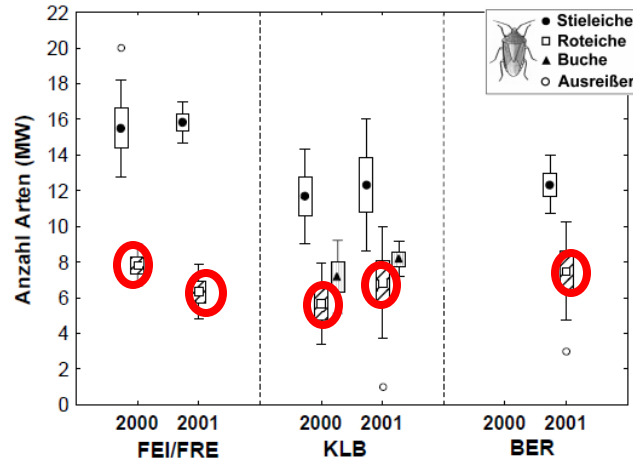 Anzahl Arten (MW)
22
20
18
16
14
12
10
8
6
4
2
0
Stieleiche
Roteiche
Buche
Ausreißer
2000 2001 2000 2001 2000 2001
FEI/FRE KLB BER